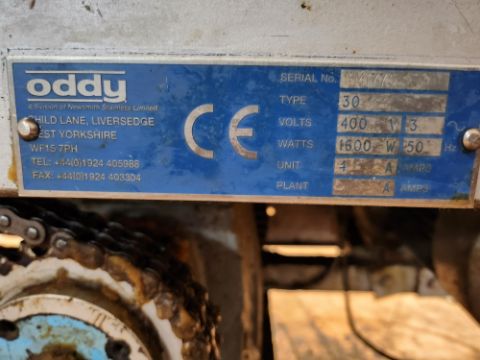 oddy
a division of Newsmith Stainless Limited
CHILD LANE, LIVERSEDGE
WEST YORKSHIRE
WF15 7PH
TEL: +44(0)1924 405988
FAX: +44(0)1924 403304
CE
SERIAL No.
TYPE 30
VOLTS 400 V 3
WATTS 1600 W 50 Hz
UNIT A AMPS
PLANT A AMPS